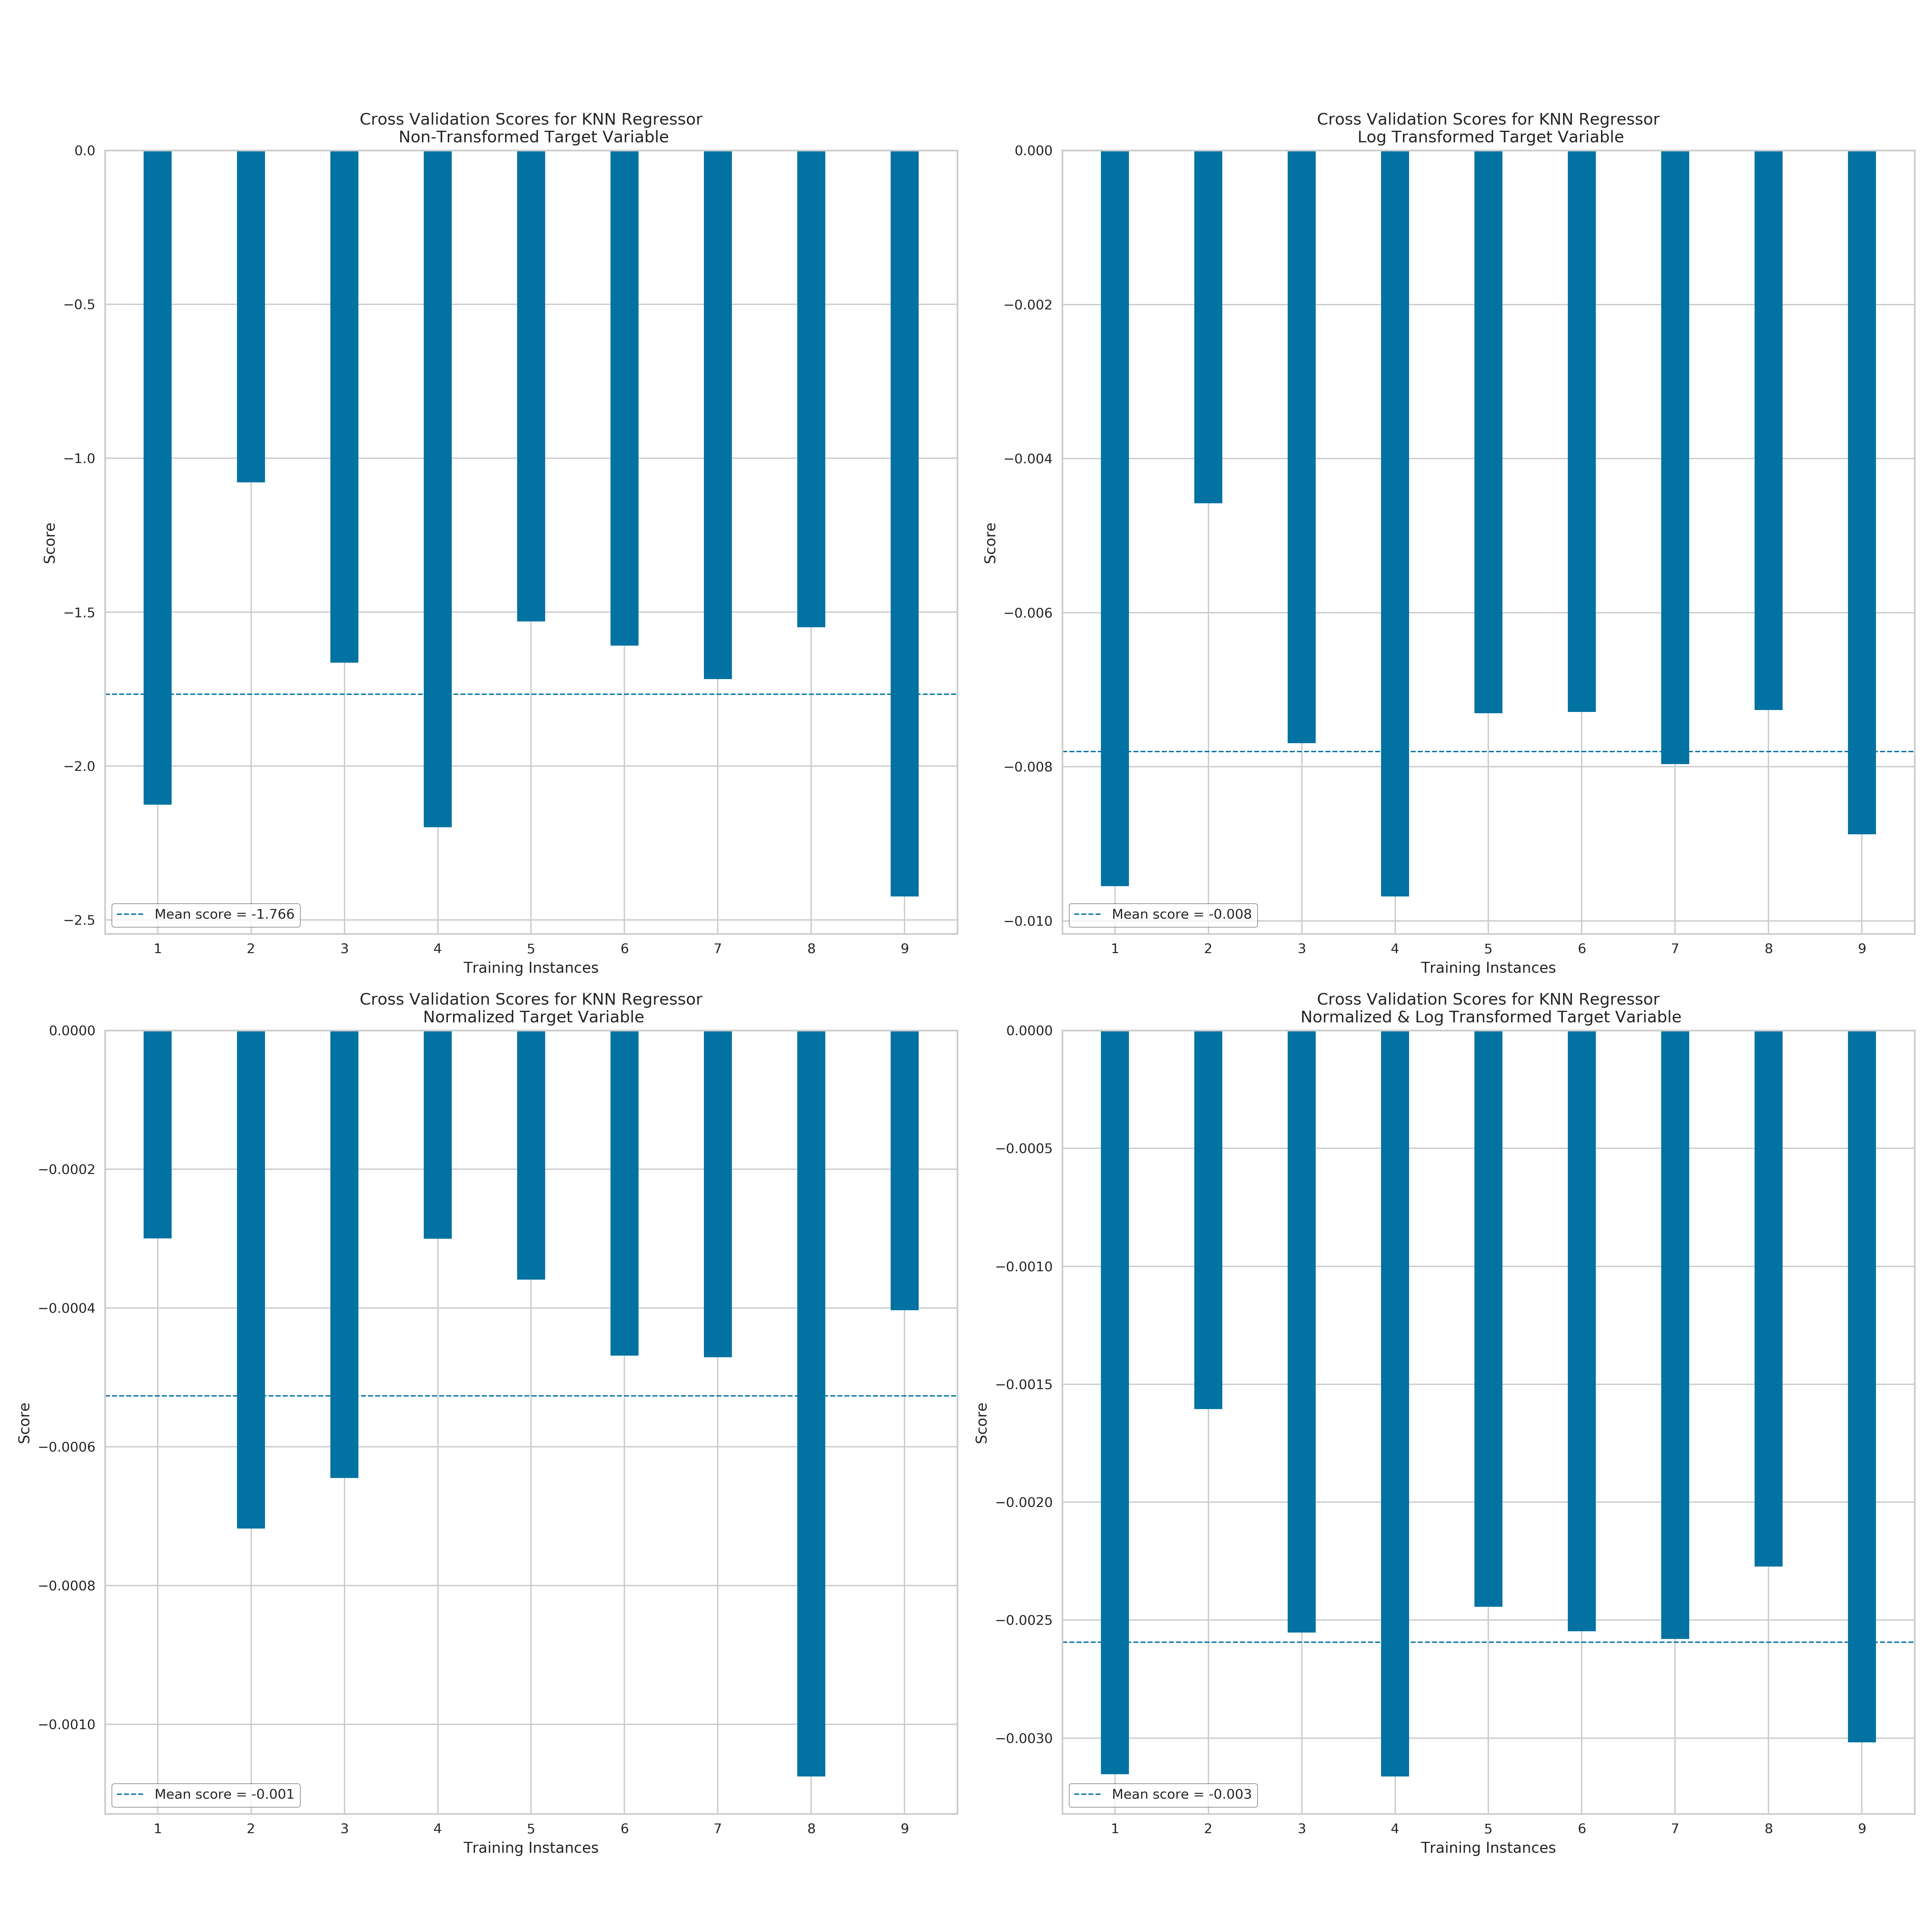 Cross Validation Scores for KNN Regressor
Non-Transformed Target Variable
0.0
−0.5
−1.0
−1.5
−2.0
−2.5
Score
Mean score = -1.766
1 2 3 4 5 6 7 8 9
Training Instances
Cross Validation Scores for KNN Regressor
Log Transformed Target Variable
0.000
−0.002
−0.004
−0.006
−0.008
−0.010
Score
Mean score = -0.008
1 2 3 4 5 6 7 8 9
Training Instances
Cross Validation Scores for KNN Regressor
Normalized Target Variable
0.0000
−0.0002
−0.0004
−0.0006
−0.0008
−0.0010
Score
Mean score = -0.001
1 2 3 4 5 6 7 8 9
Training Instances
Cross Validation Scores for KNN Regressor
Normalized & Log Transformed Target Variable
0.0000
−0.0005
−0.0010
−0.0015
−0.0020
−0.0025
−0.0030
Score
Mean score = -0.003
1 2 3 4 5 6 7 8 9
Training Instances